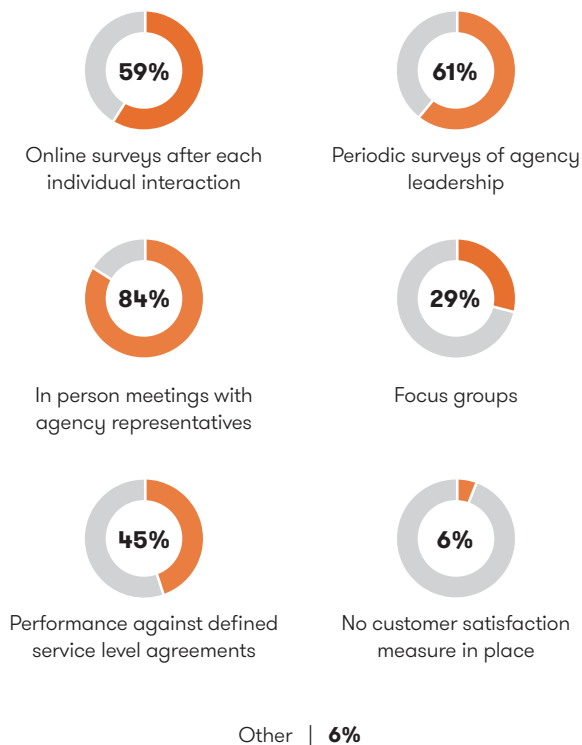 59%
Online surveys after each
individual interaction
61%
Periodic surveys of agency
leadership
84%
In person meetings with
agency representatives
29%
Focus groups
45%
Performance against defined
service level agreements
6%
No customer satisfaction
measure in place
Other | 6%